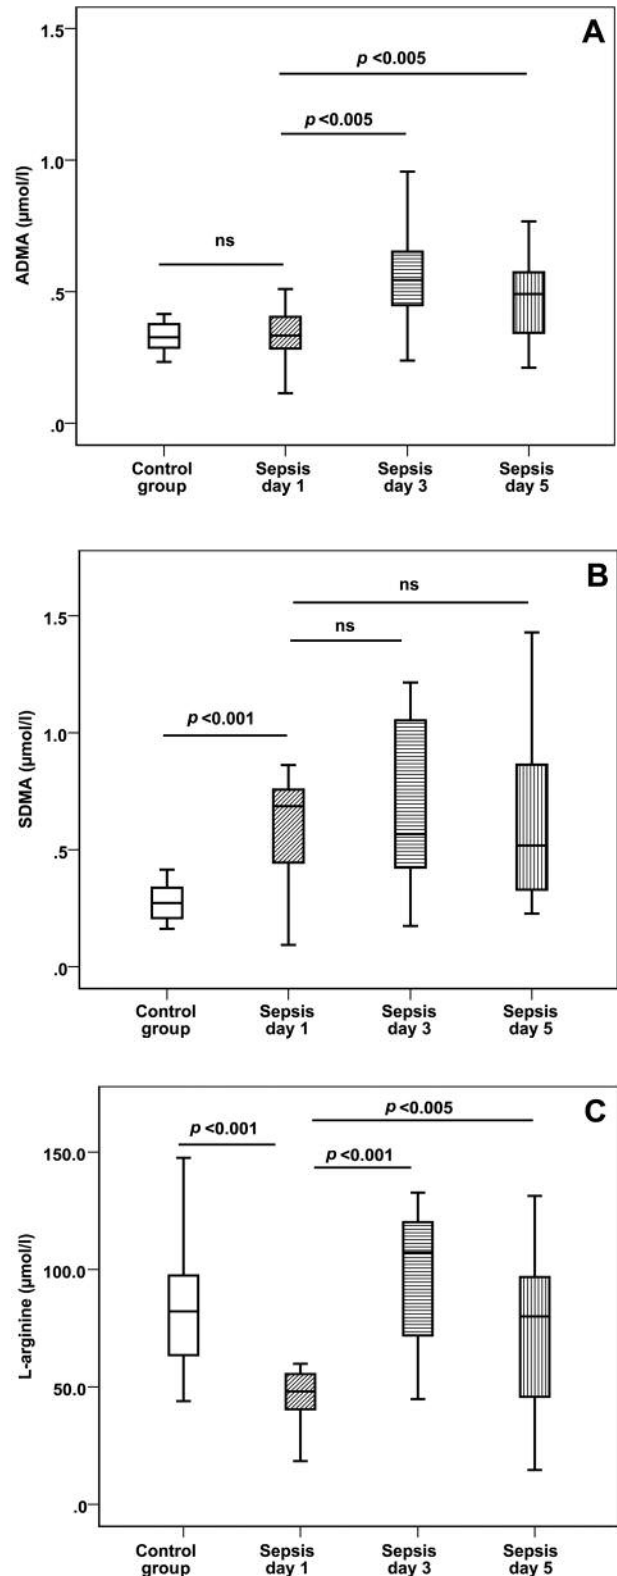 A
1.5
p <0.005
p <0.005
1.0
ADMA (µmol/l)
ns
.5
.0
Control group
Sepsis day 1
Sepsis day 3
Sepsis day 5
B
ns
1.5
ns
p <0.001
1.0
SDMA (µmol/l)
.5
.0
Control group
Sepsis day 1
Sepsis day 3
Sepsis day 5
C
p <0.005
p <0.001
150.0
p <0.001
100.0
L-arginine (µmol/l)
50.0
.0
Control group
Sepsis day 1
Sepsis day 3
Sepsis day 5